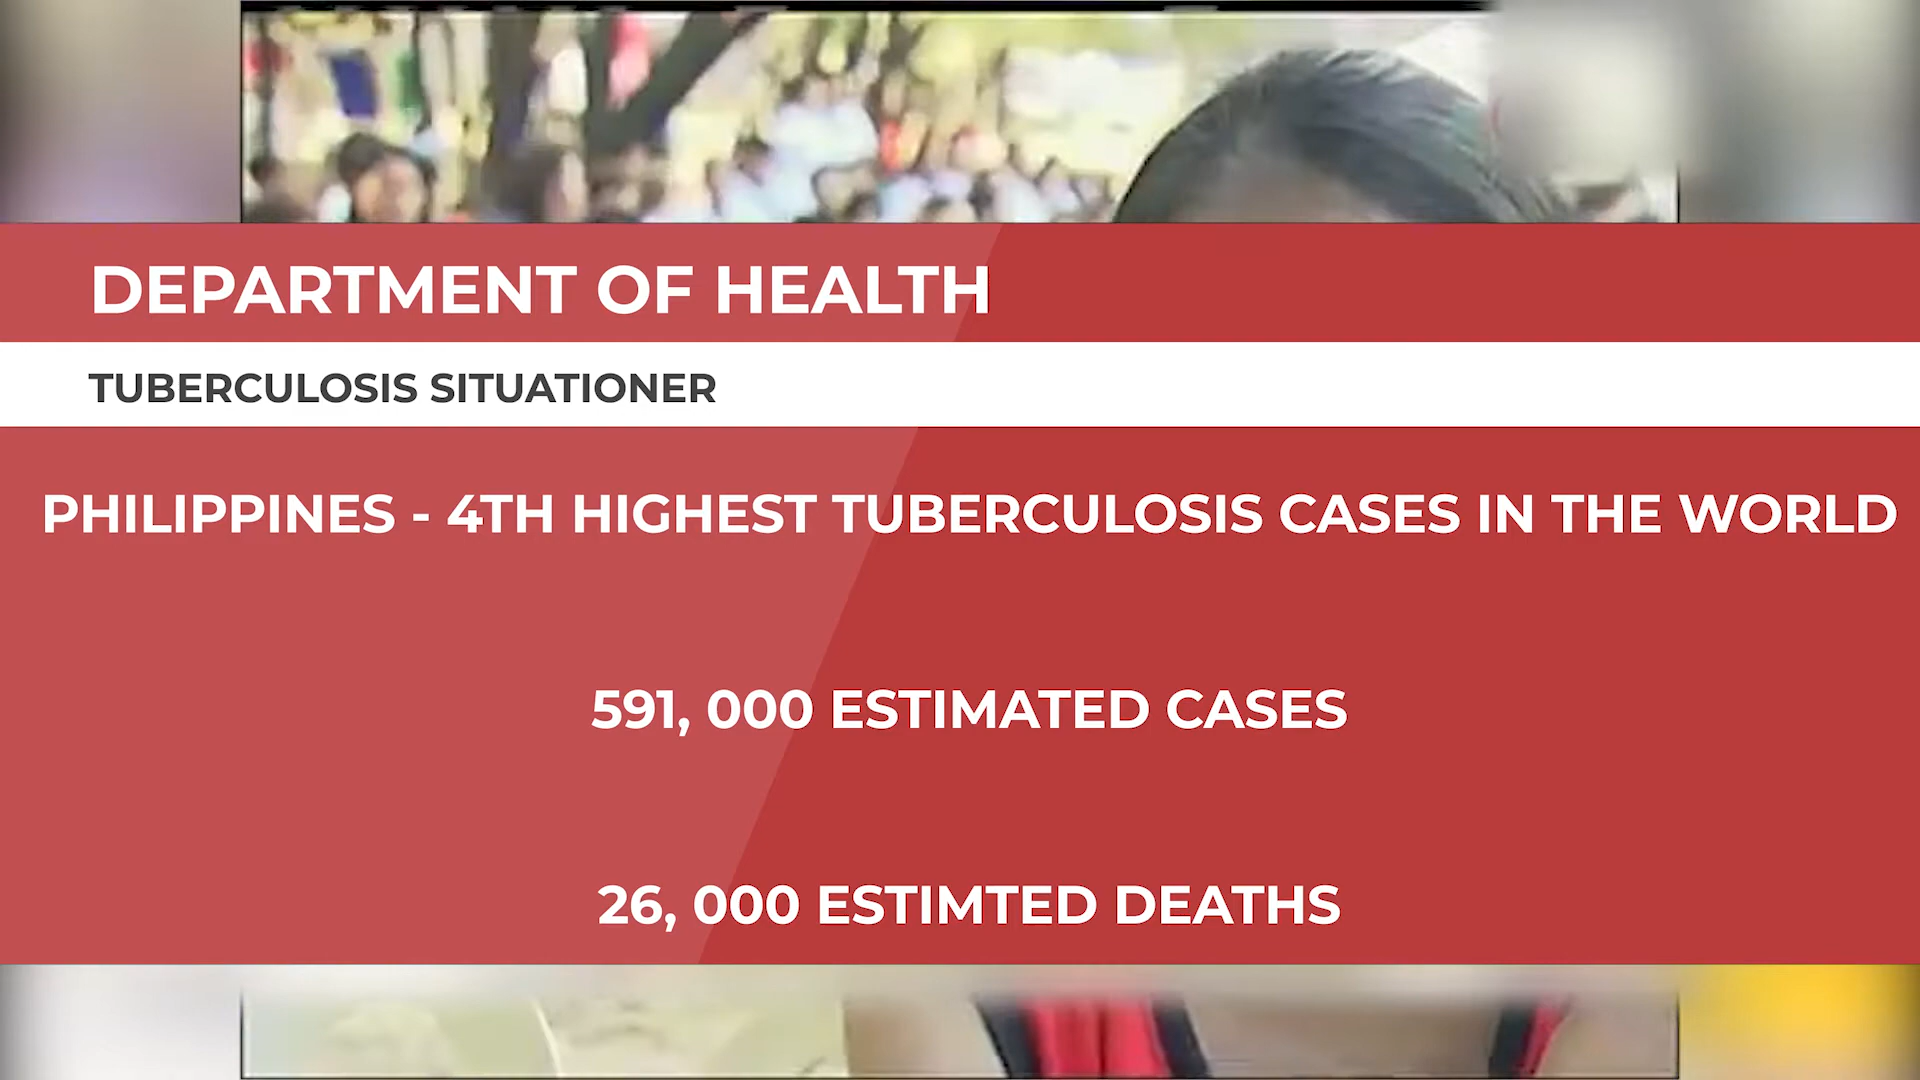 DEPARTMENT OF HEALTH
TUBERCULOSIS SITUATIONER
PHILIPPINES - 4TH HIGHEST TUBERCULOSIS CASES IN THE WORLD
591, 000 ESTIMATED CASES
26, 000 ESTIMTED DEATHS